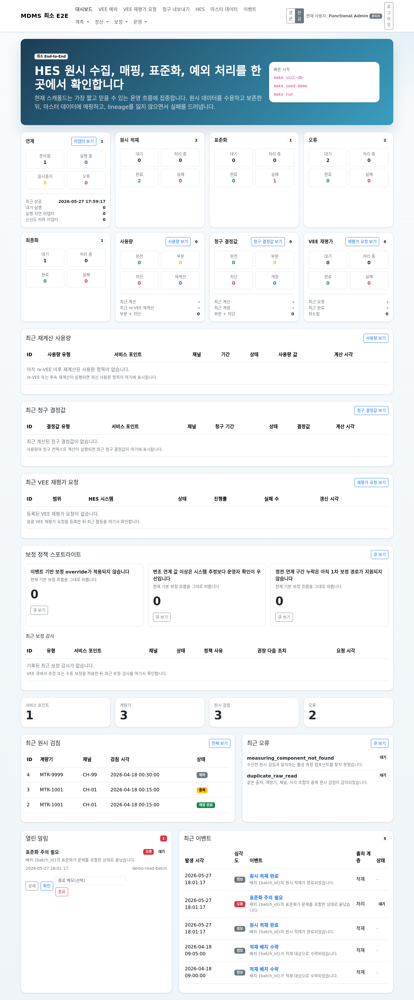 MDMS 최소 E2E
대시보드 VEE 예외 VEE 재평가 요청 청구 내보내기 HES 마스터 데이터 이벤트
계측 정산 보정 운영
영문 한글 현재 사용자: Functional Admin 관리자 로그아웃
최소 End-to-End
HES 원시 수집, 매핑, 표준화, 예외 처리를 한
곳에서 확인합니다
현재 스캐폴드는 가장 짧고 믿을 수 있는 운영 흐름에 집중합니다. 원시 데이터를 수용하고 보존한
뒤, 마스터 데이터에 매핑하고, lineage를 잃지 않으면서 실패를 드러냅니다.
빠른 시작
make init-db
make seed-demo
make run
연계 어댑터 보기 1
준비됨 실행 중
1 0
일시중지 오류
0 0
최근 성공 2026-05-27 17:59:17
대기 실행 0
실행 지연 어댑터 0
신선도 저하 어댑터 0
원시 적재 2
대기 처리 중
0 0
완료 실패
2 0
표준화 1
대기 처리 중
0 0
완료 실패
0 1
오류 2
대기 처리 중
2 0
완료 실패
0 0
최종화 1
대기 처리 중
1 0
완료 실패
0 0
사용량 사용량 보기 0
완전 부분
0 0
차단 재계산
0 0
최근 계산 -
최근 re-VEE 재계산 -
부분 + 차단 0
청구 결정값 청구 결정값 보기 0
완전 부분
0 0
차단 개정
0 0
최근 계산 -
최근 개정 -
부분 + 차단 0
VEE 재평가 재평가 요청 보기 0
대기 처리 중
0 0
완료 실패
0 0
최근 요청 -
최근 완료 -
취소됨 0
최근 재계산 사용량 사용량 보기
ID 사용량 유형 서비스 포인트 채널 기간 상태 사용량 값 계산 시각
아직 re-VEE 이후 재계산된 사용량 항목이 없습니다.
re-VEE 또는 후속 재계산이 실행되면 최신 사용량 항목이 여기에 표시됩니다.
최근 청구 결정값 청구 결정값 보기
ID 결정값 유형 서비스 포인트 채널 청구 기간 상태 결정값 계산 시각
최근 계산된 청구 결정값이 없습니다.
사용량과 청구 컨텍스트 계산이 실행되면 최근 청구 결정값이 여기에 표시됩니다.
최근 VEE 재평가 요청 재평가 요청 보기
ID 범위 HES 시스템 상태 진행률 실패 수 갱신 시각
등록된 VEE 재평가 요청이 없습니다.
일괄 VEE 재평가 요청을 등록한 뒤 최근 활동을 여기서 확인합니다.
보정 정책 스포트라이트 큐 보기
이벤트 기반 보정 override가 적용되지 않습니다
현재 기본 보정 흐름을 그대로 따릅니다
0
큐 보기
변조 연계 값 이상은 시스템 추정보다 운영자 확인이 우
선입니다
현재 기본 보정 흐름을 그대로 따릅니다
0
큐 보기
정전 연계 구간 누락은 아직 1차 보정 경로가 지원되지
않습니다
현재 기본 보정 흐름을 그대로 따릅니다
0
큐 보기
최근 보정 감사
ID 유형 서비스 포인트 채널 상태 정책 사유 권장 다음 조치 요청 시각
기록된 최근 보정 감사가 없습니다.
VEE 큐에서 추정 또는 수동 보정을 적용한 뒤 최근 보정 감사를 여기서 확인합니다.
서비스 포인트
1
계량기
3
원시 검침
3
오류
2
최근 원시 검침 전체 보기
ID 계량기 채널 검침 시각 상태
4 MTR-9999 CH-99 2026-04-18 00:30:00 예외
3 MTR-1001 CH-01 2026-04-18 00:15:00 중복
2 MTR-1001 CH-01 2026-04-18 00:15:00 매핑 완료
최근 오류 큐 보기
measuring_component_not_found 대기
수신한 원시 검침과 일치하는 활성 측정 컴포넌트를 찾지 못했습니다.
duplicate_raw_read 대기
같은 출처, 계량기, 채널, 시각 조합의 중복 원시 검침이 감지되었습니다.
열린 알림 1
표준화 주의 필요 오류 대기
배치 {batch_id}의 표준화가 문제를 포함한 상태로 끝났습니다.
2026-05-27 18:01:17 demo-read-batch
상세 확인 종료 메모(선택)
종료
최근 이벤트 5
발생 시각 심각도 이벤트 출처 계층 상태
2026-05-27 18:01:17 정보 원시 적재 완료 적재 -
배치 {batch_id}의 원시 적재가 완료되었습니다.
2026-05-27 18:01:17 오류 표준화 주의 필요 처리 대기
배치 {batch_id}의 표준화가 문제를 포함한 상태로 끝났습
니다.
2026-05-27 18:01:17 정보 원시 적재 완료 적재 -
배치 {batch_id}의 원시 적재가 완료되었습니다.
2026-04-18 09:05:00 정보 적재 배치 수락 적재 -
배치 {batch_id}가 적재 대상으로 수락되었습니다.
2026-04-18 09:00:00 정보 적재 배치 수락 적재 -
배치 {batch_id}가 적재 대상으로 수락되었습니다.